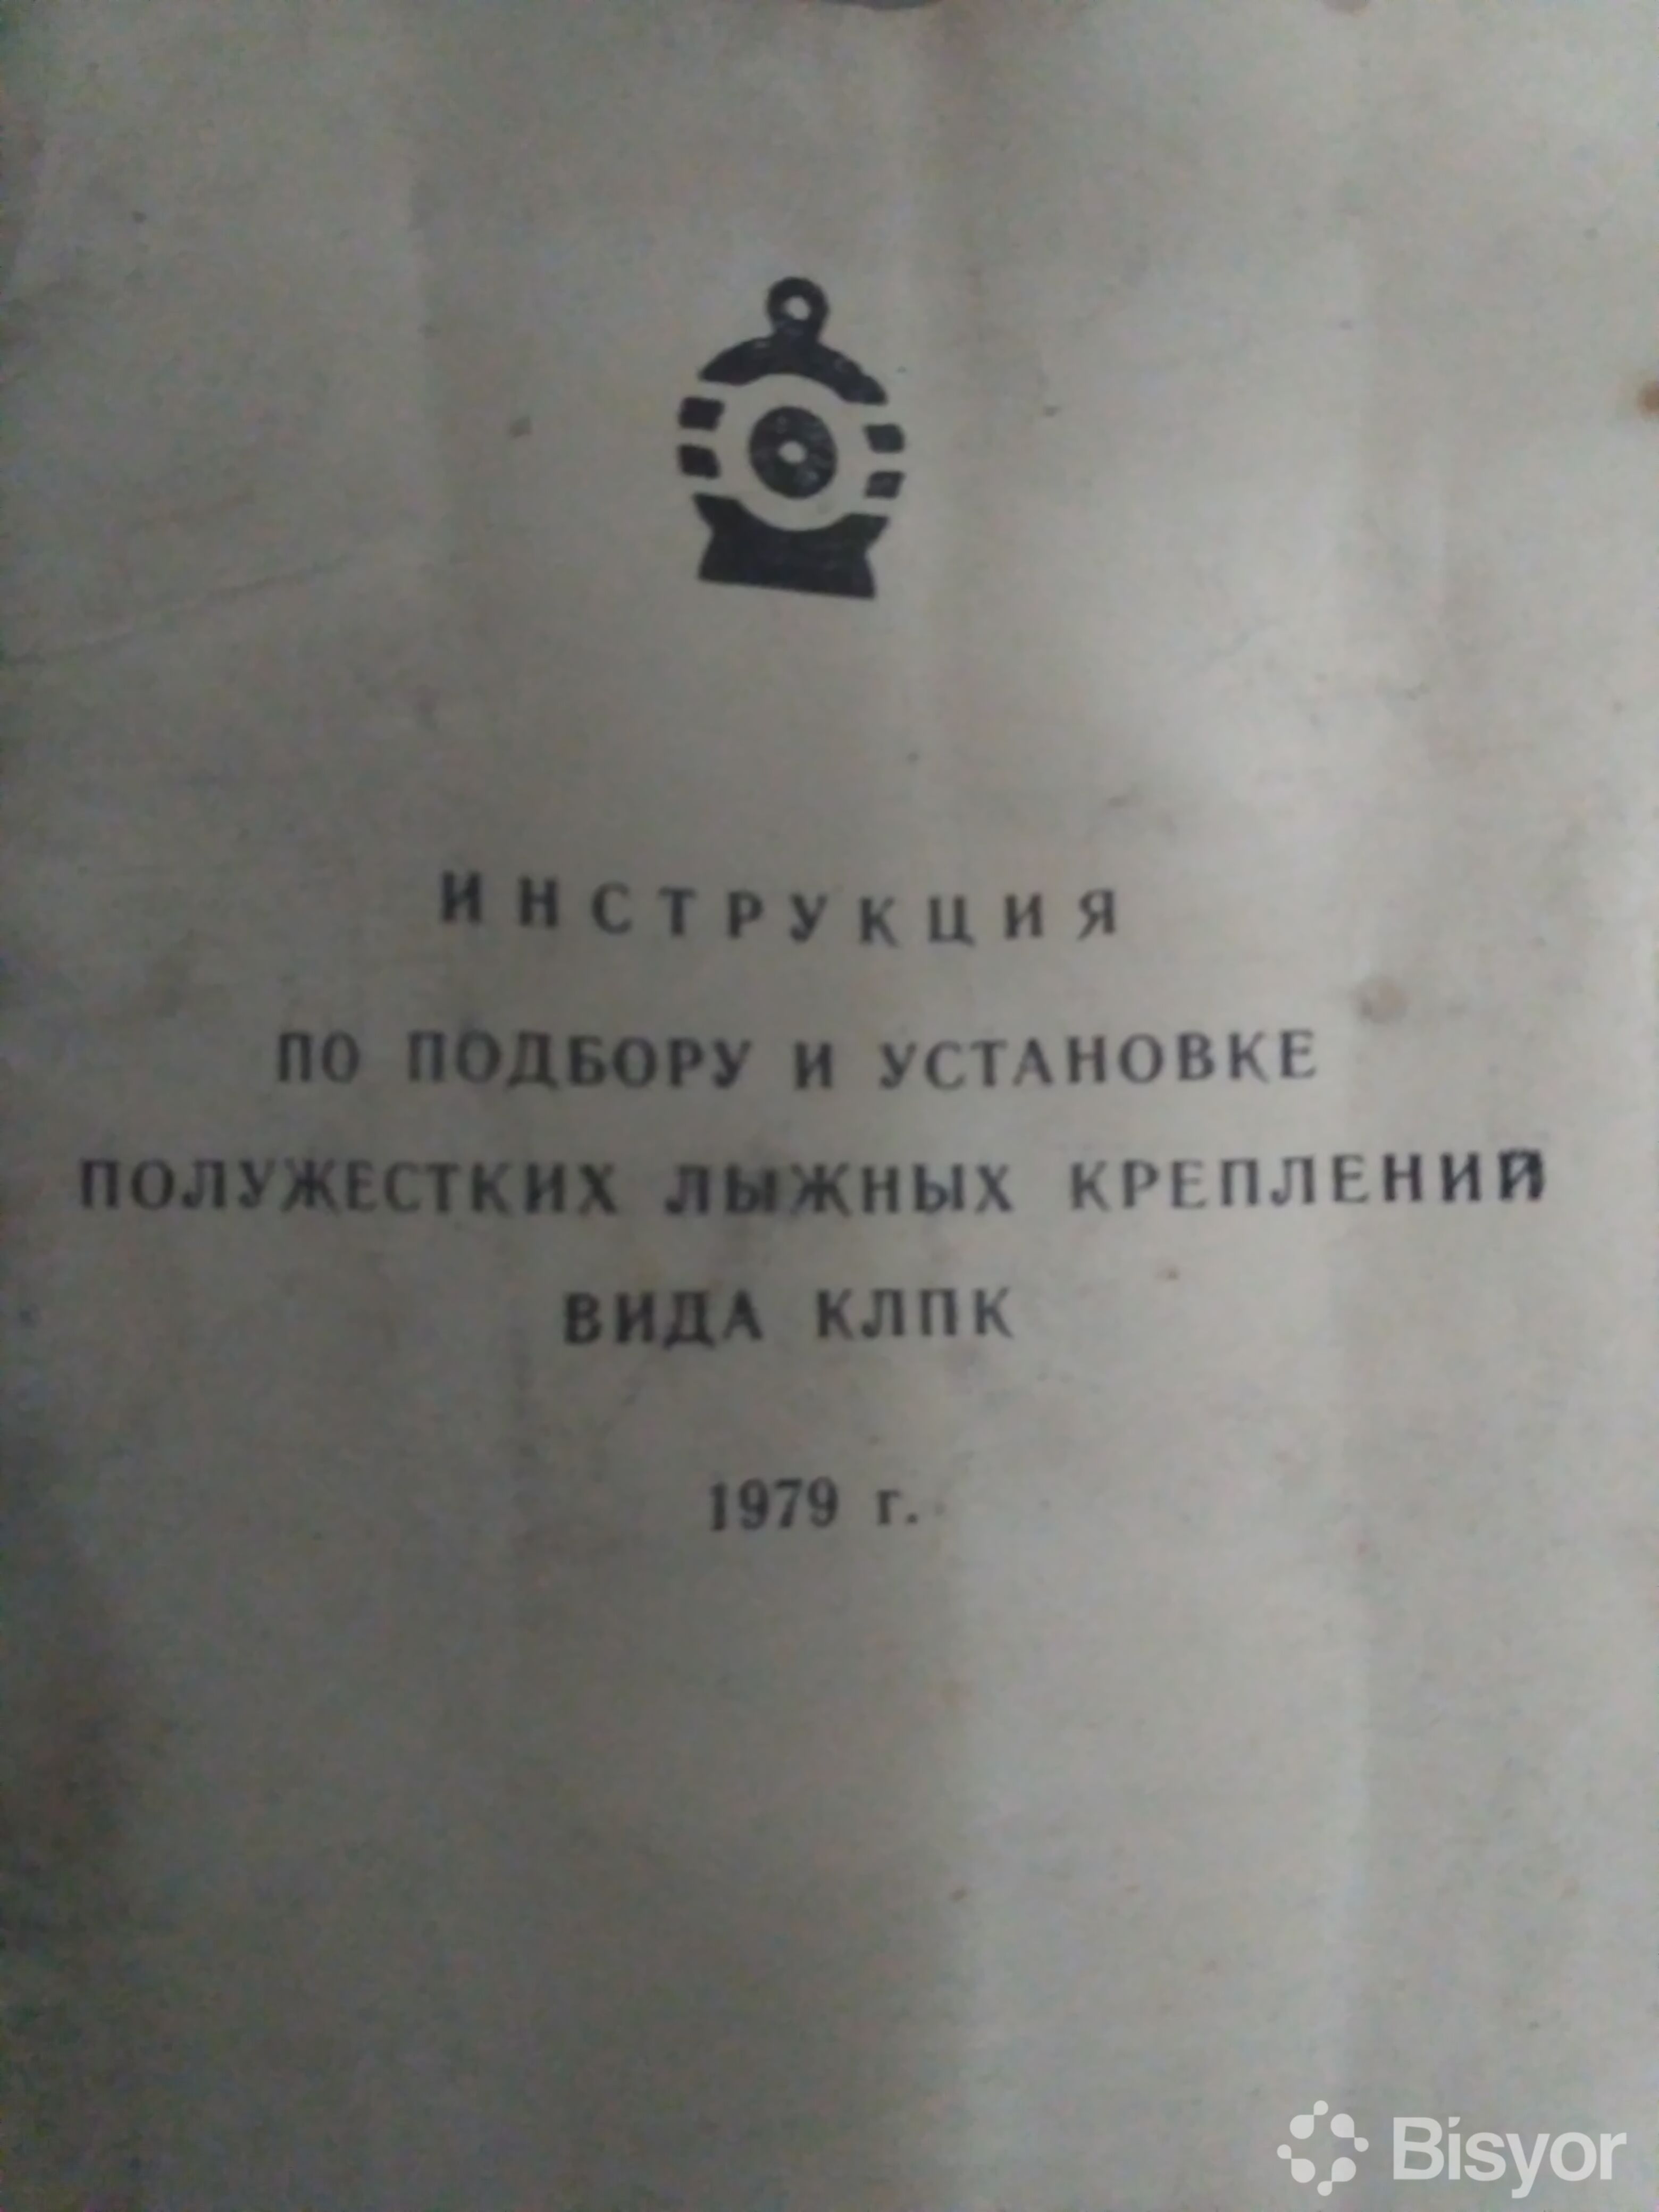 ИНСТРУКЦИЯ
ПО ПОДБОРУ И УСТАНОВКЕ
ПОЛУЖЕСТКИХ ЛЫЖНЫХ КРЕПЛЕНИЙ
ВИДА КЛПК
1979 г.
Bisyor